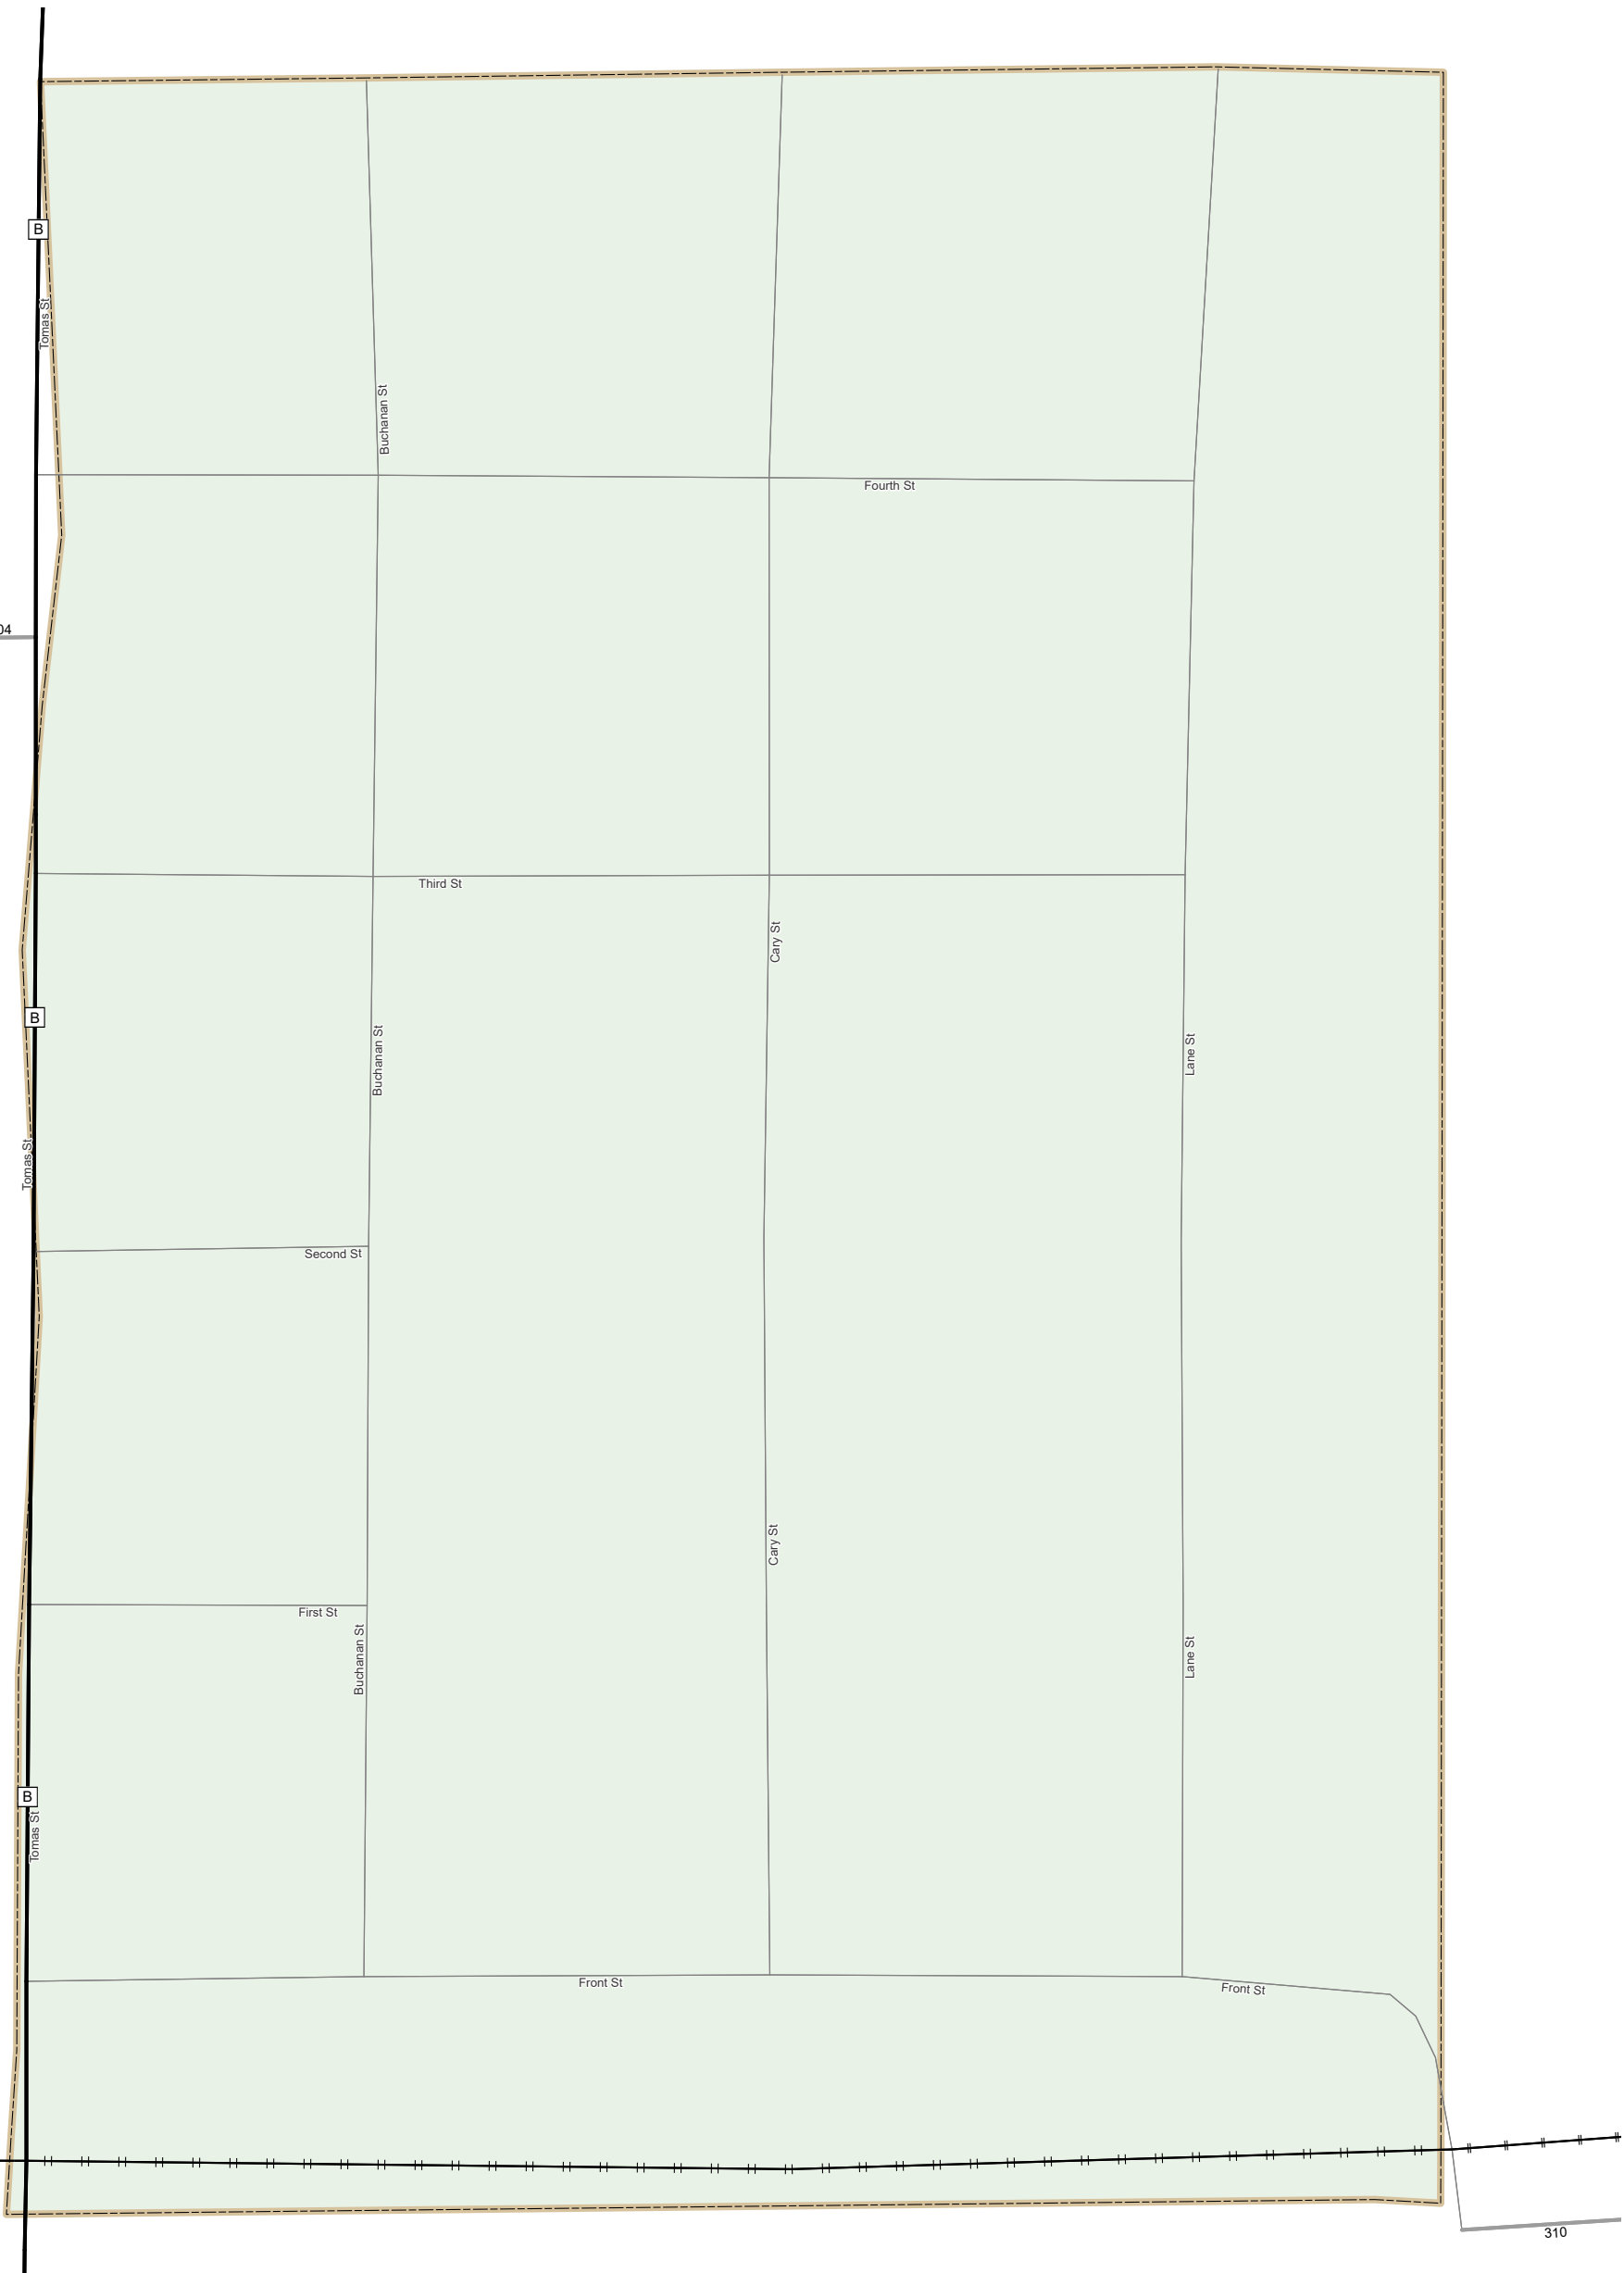 B
Tomas St
Buchanan St
Fourth St
04
Third St
Cary St
B
Buchanan St
Lane St
Tomas St
Second St
Cary St
First St
Buchanan St
Lane St
B
Tomas St
Front St
Front St
310